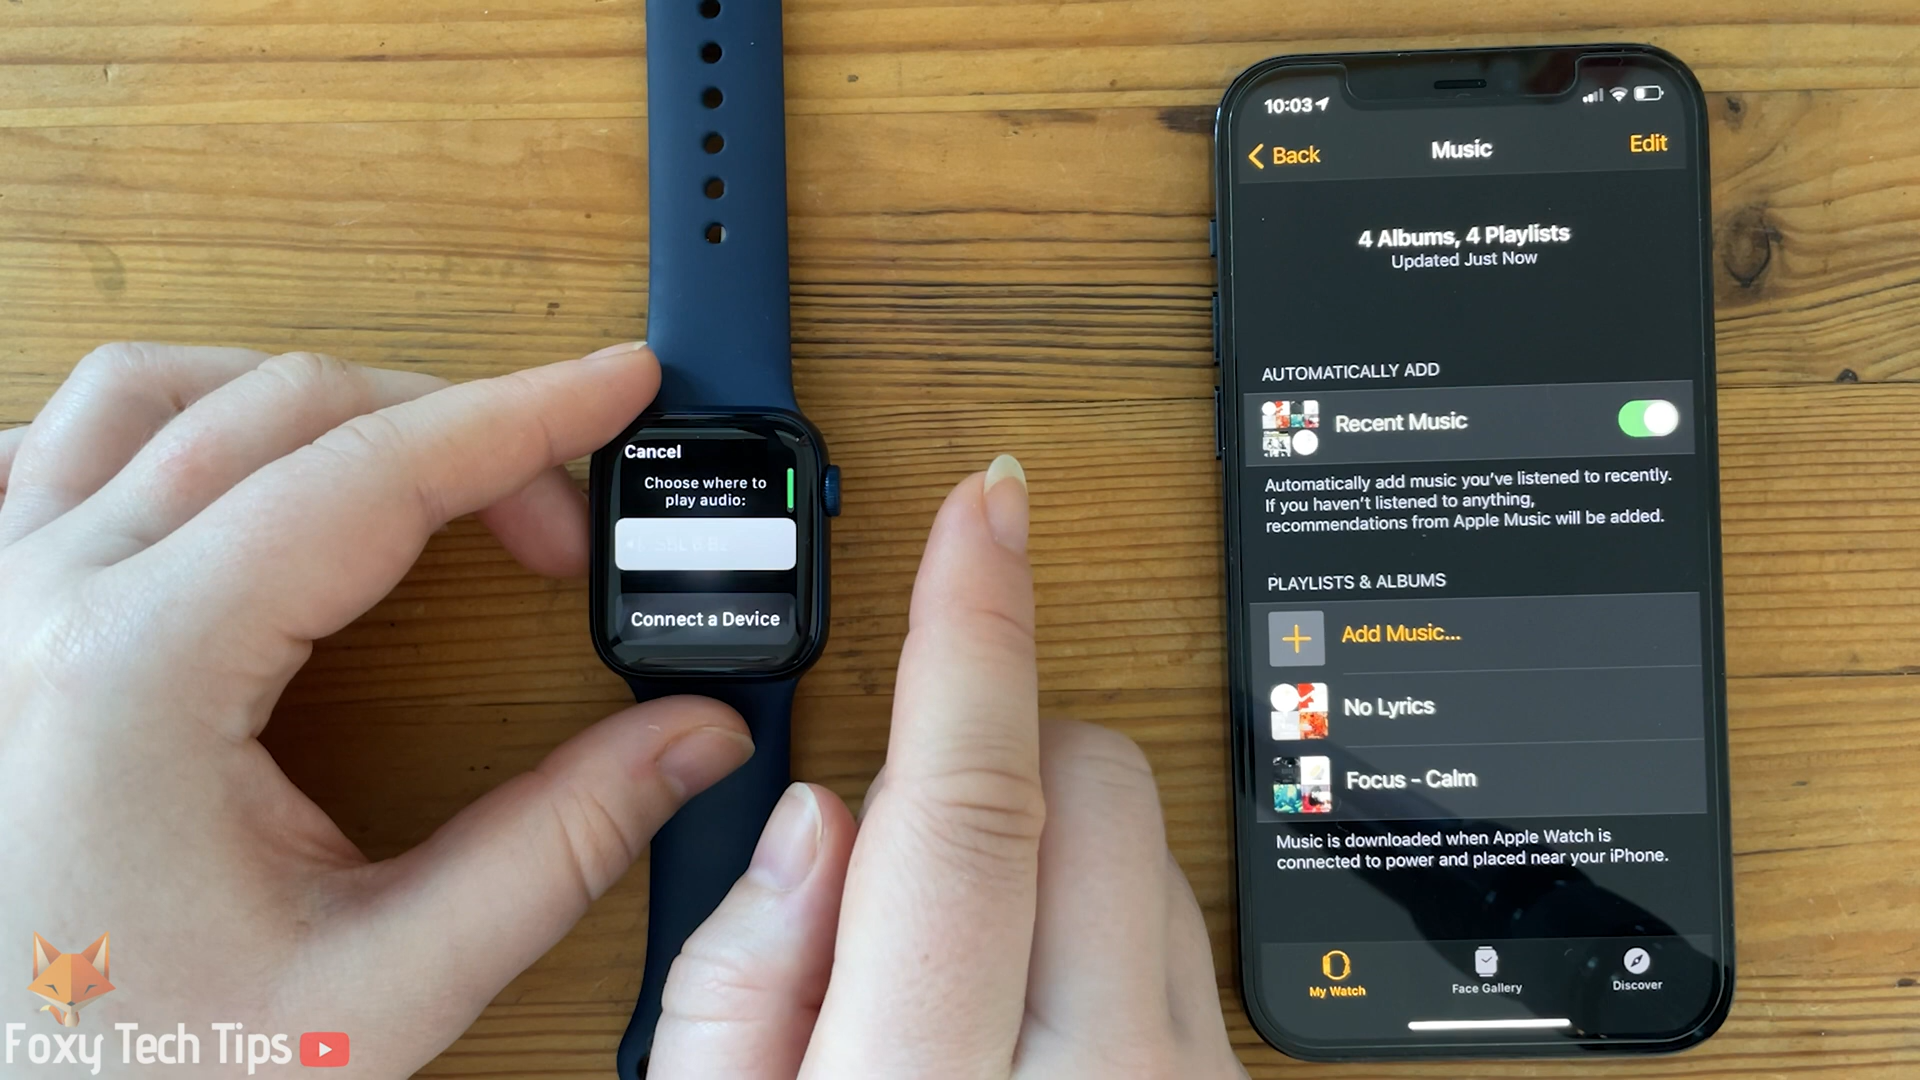 Cancel
Choose where to
play audio:
Connect a Device
10:03
Back
Music
Edit
4 Albums, 4 Playlists
Updated Just Now
AUTOMATICALLY ADD
Recent Music
Automatically add music you've listened to recently.
If you haven't listened to anything,
recommendations from Apple Music will be added.
PLAYLISTS & ALBUMS
Add Music...
No Lyrics
Focus - Calm
Music is downloaded when Apple Watch is
connected to power and placed near your iPhone.
My Watch
Face Gallery
Discover
Foxy Tech Tips